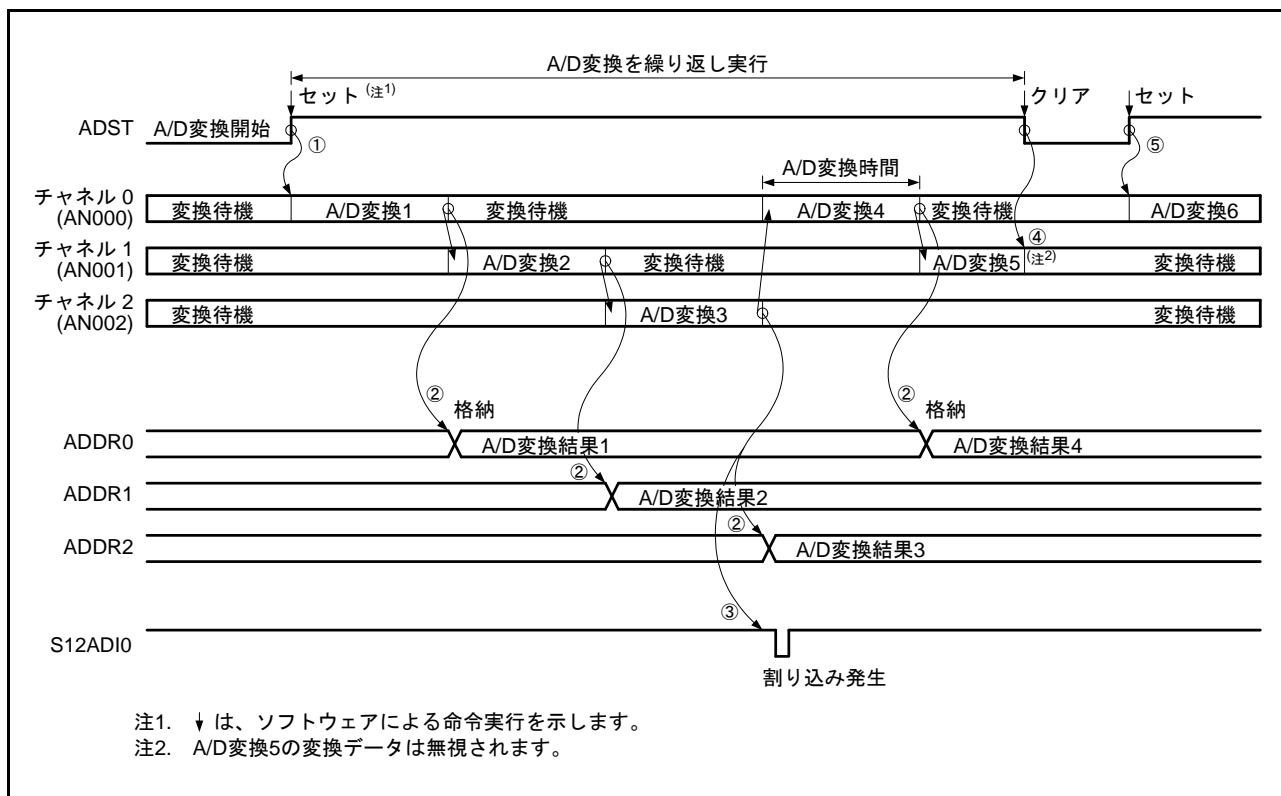 A/D変換を繰り返し実行
セット (注1) クリア セット
ADST A/D変換開始 ① ⑤
A/D変換時間
チャネル 0 (AN000) 変換待機 A/D変換1 変換待機 A/D変換4 変換待機 A/D変換6
④
チャネル 1 (AN001) 変換待機 A/D変換2 変換待機 A/D変換5 (注2) 変換待機
チャネル 2 (AN002) 変換待機 A/D変換3 変換待機
② 格納 ② 格納
ADDR0 A/D変換結果1 A/D変換結果4
②
ADDR1 A/D変換結果2
②
ADDR2 A/D変換結果3
③
S12ADI0
割り込み発生
注1. は、ソフトウェアによる命令実行を示します。
注2. A/D変換5の変換データは無視されます。